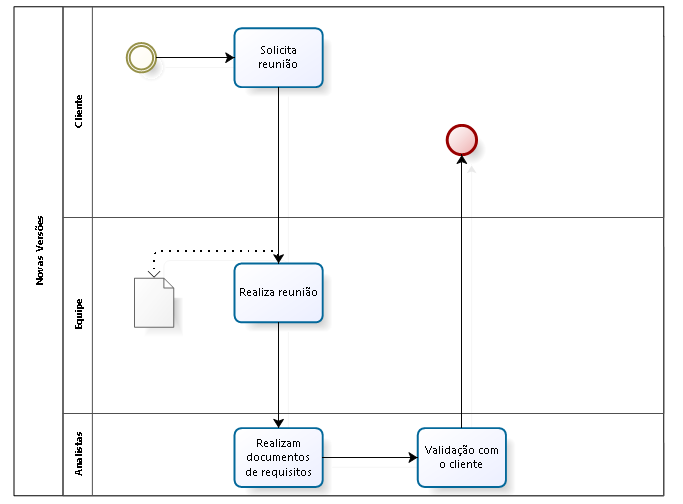 Novas Versões
Cliente
Solicita
reunião
Equipe
Realiza reunião
Analistas
Realizam
documentos
de requisitos
Validação com
o cliente